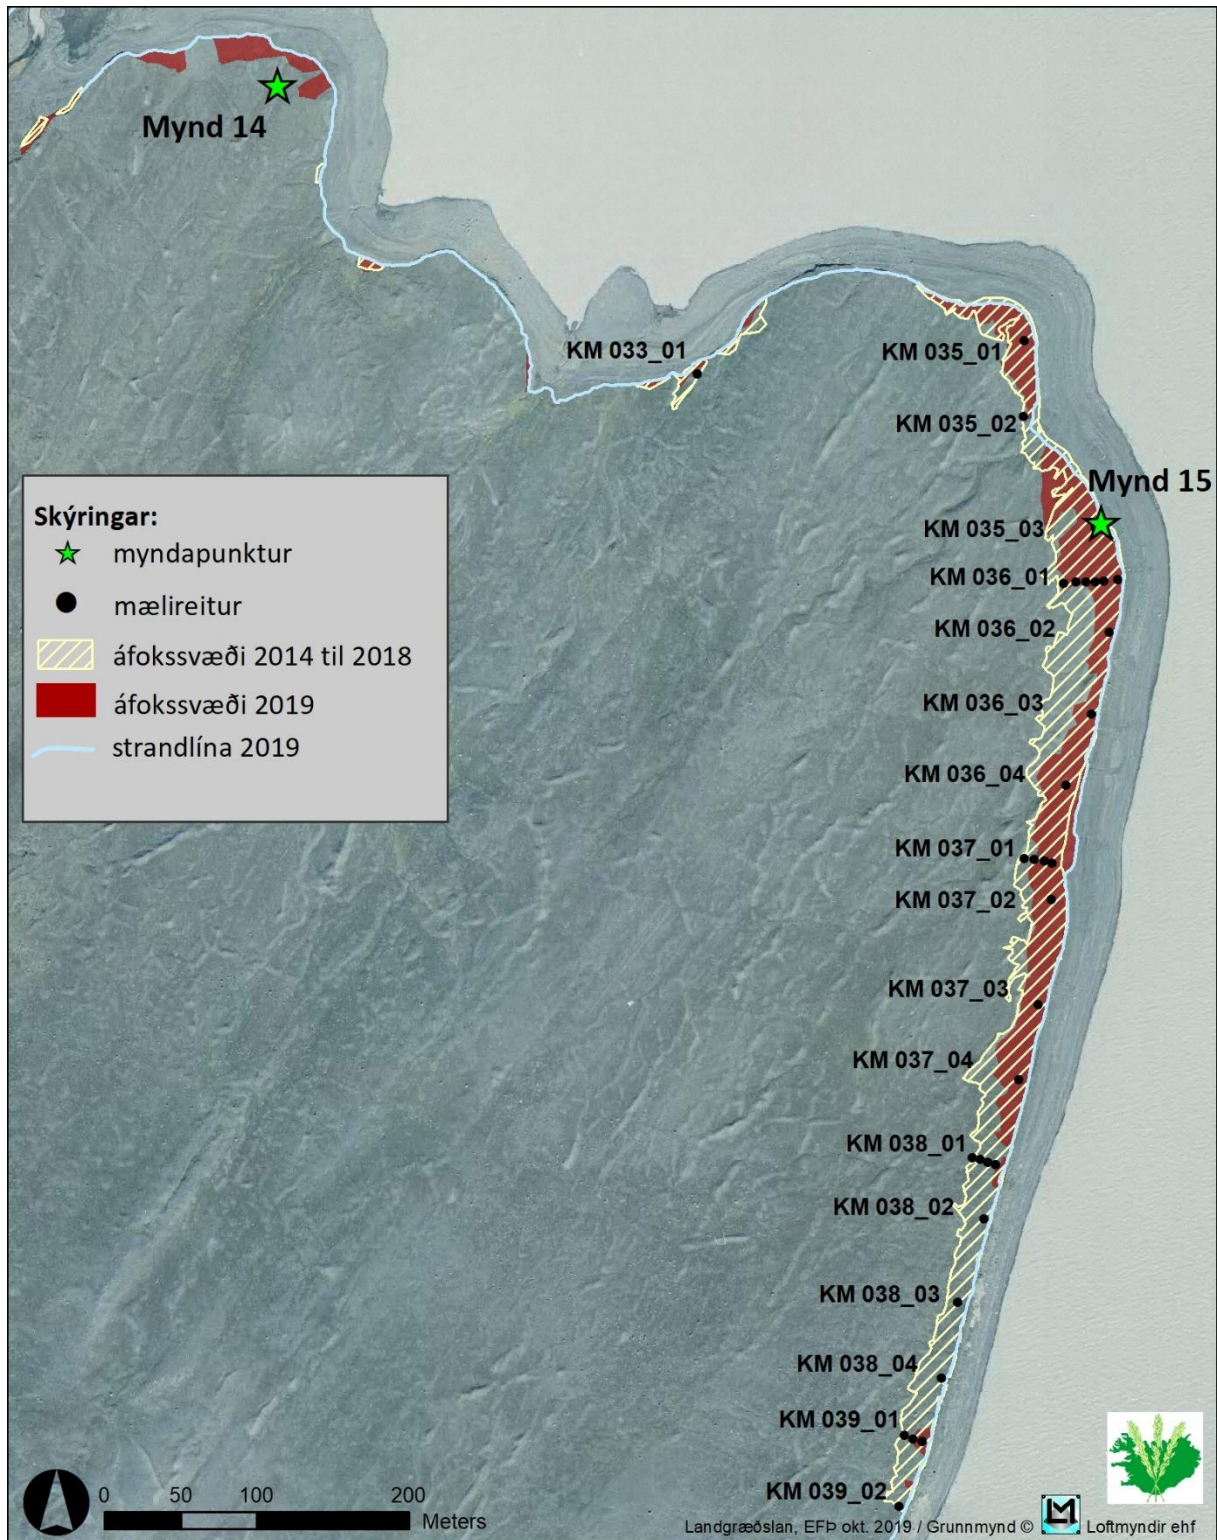 Mynd 14
KM 033_01
KM 035_01
KM 035_02
Mynd 15
KM 035_03
KM 036_01
KM 036_02
KM 036_03
KM 036_04
KM 037_01
KM 037_02
KM 037_03
KM 037_04
KM 038_01
KM 038_02
KM 038_03
KM 038_04
KM 039_01
KM 039_02
Skýringar:
myndapunktur
mælireitur
áfokssvæði 2014 til 2018
áfokssvæði 2019
strandlína 2019
0 50 100 200
Meters
Landgræðslan, EFÞ okt. 2019 / Grunnmynd © LM Loftmyndir ehf